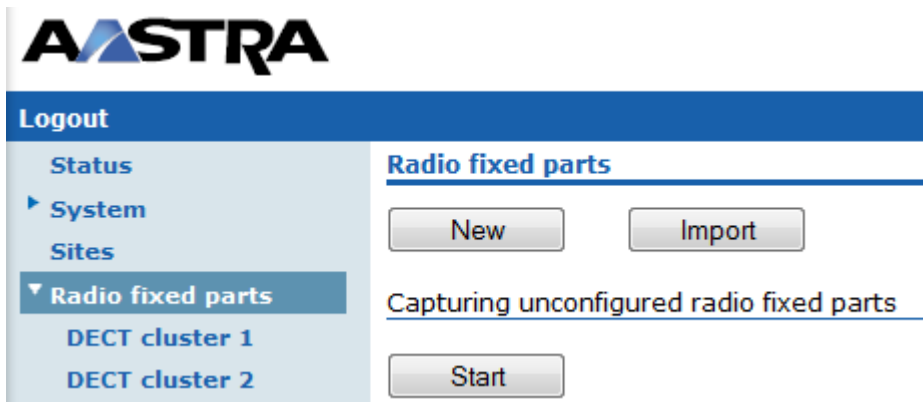 AASTRA
Logout
Status
System
Sites
Radio fixed parts
DECT cluster 1
DECT cluster 2
Radio fixed parts
New Import
Capturing unconfigured radio fixed parts
Start